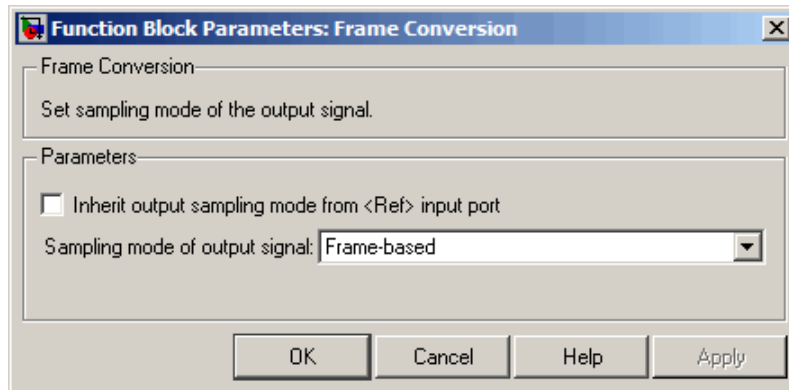 Function Block Parameters: Frame Conversion
Frame Conversion
Set sampling mode of the output signal.
Parameters
Inherit output sampling mode from <Ref> input port
Sampling mode of output signal: Frame-based
OK Cancel Help Apply